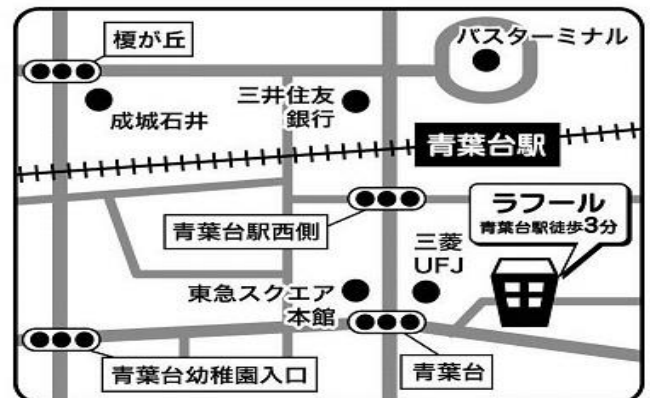 榎が丘
バスターミナル
成城石井
三井住友
銀行
青葉台駅
ラフール
青葉台駅徒歩3分
青葉台駅西側
三菱
UFJ
東急スクエア
本館
青葉台幼稚園入口
青葉台